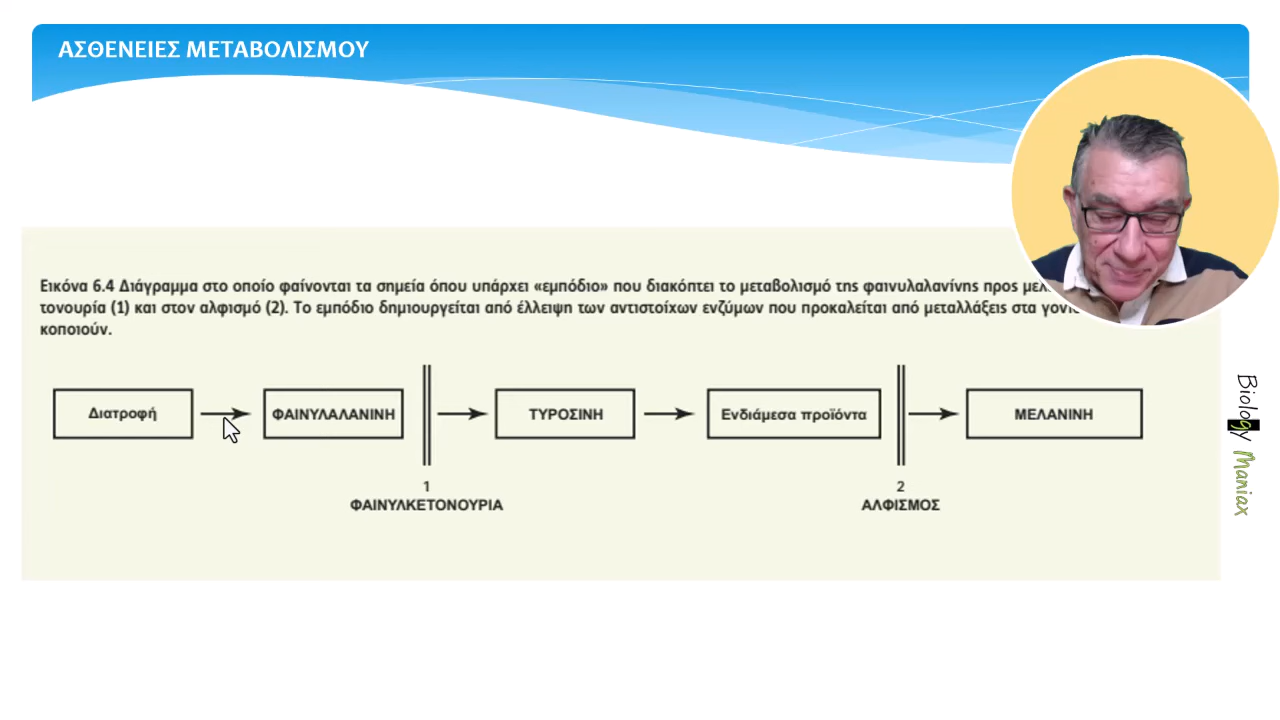 ΑΣΘΕΝΕΙΕΣ ΜΕΤΑΒΟΛΙΣΜΟΥ
Εικόνα 6.4 Διάγραμμα στο οποίο φαίνονται τα σημεία όπου υπάρχει «εμπόδιο» που διακόπτει το μεταβολισμό της φαινυλαλανίνης προς
τονουρία (1) και στον αλφισμό (2). Το εμπόδιο δημιουργείται από έλλειψη των αντιστοίχων ενζύμων που προκαλείται από μεταλλάξεις στα
κοποιούν.
Διατροφή
ΦΑΙΝΥΛΑΛΑΝΙΝΗ
ΤΥΡΟΣΙΝΗ
Ενδιάμεσα προϊόντα
ΜΕΛΑΝΙΝΗ
1
ΦΑΙΝΥΛΚΕΤΟΝΟΥΡΙΑ
2
ΑΛΦΙΣΜΟΣ
Biology Maniax